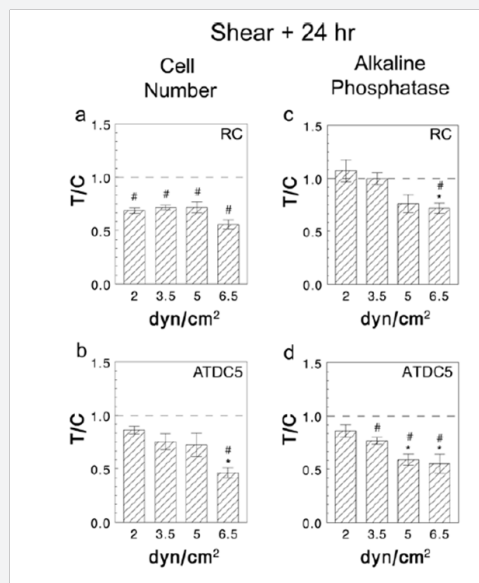 Shear + 24 hr
Cell
Number
Alkaline
Phosphatase
a
RC
T/C
1.5
1.0
0.5
0.0
# # # #
2 3.5 5 6.5
dyn/cm²
c
RC
T/C
1.5
1.0
0.5
0.0
#
*
2 3.5 5 6.5
dyn/cm²
b
ATDC5
T/C
1.5
1.0
0.5
0.0
#
*
2 3.5 5 6.5
dyn/cm²
d
ATDC5
T/C
1.5
1.0
0.5
0.0
# # #
* *
2 3.5 5 6.5
dyn/cm²